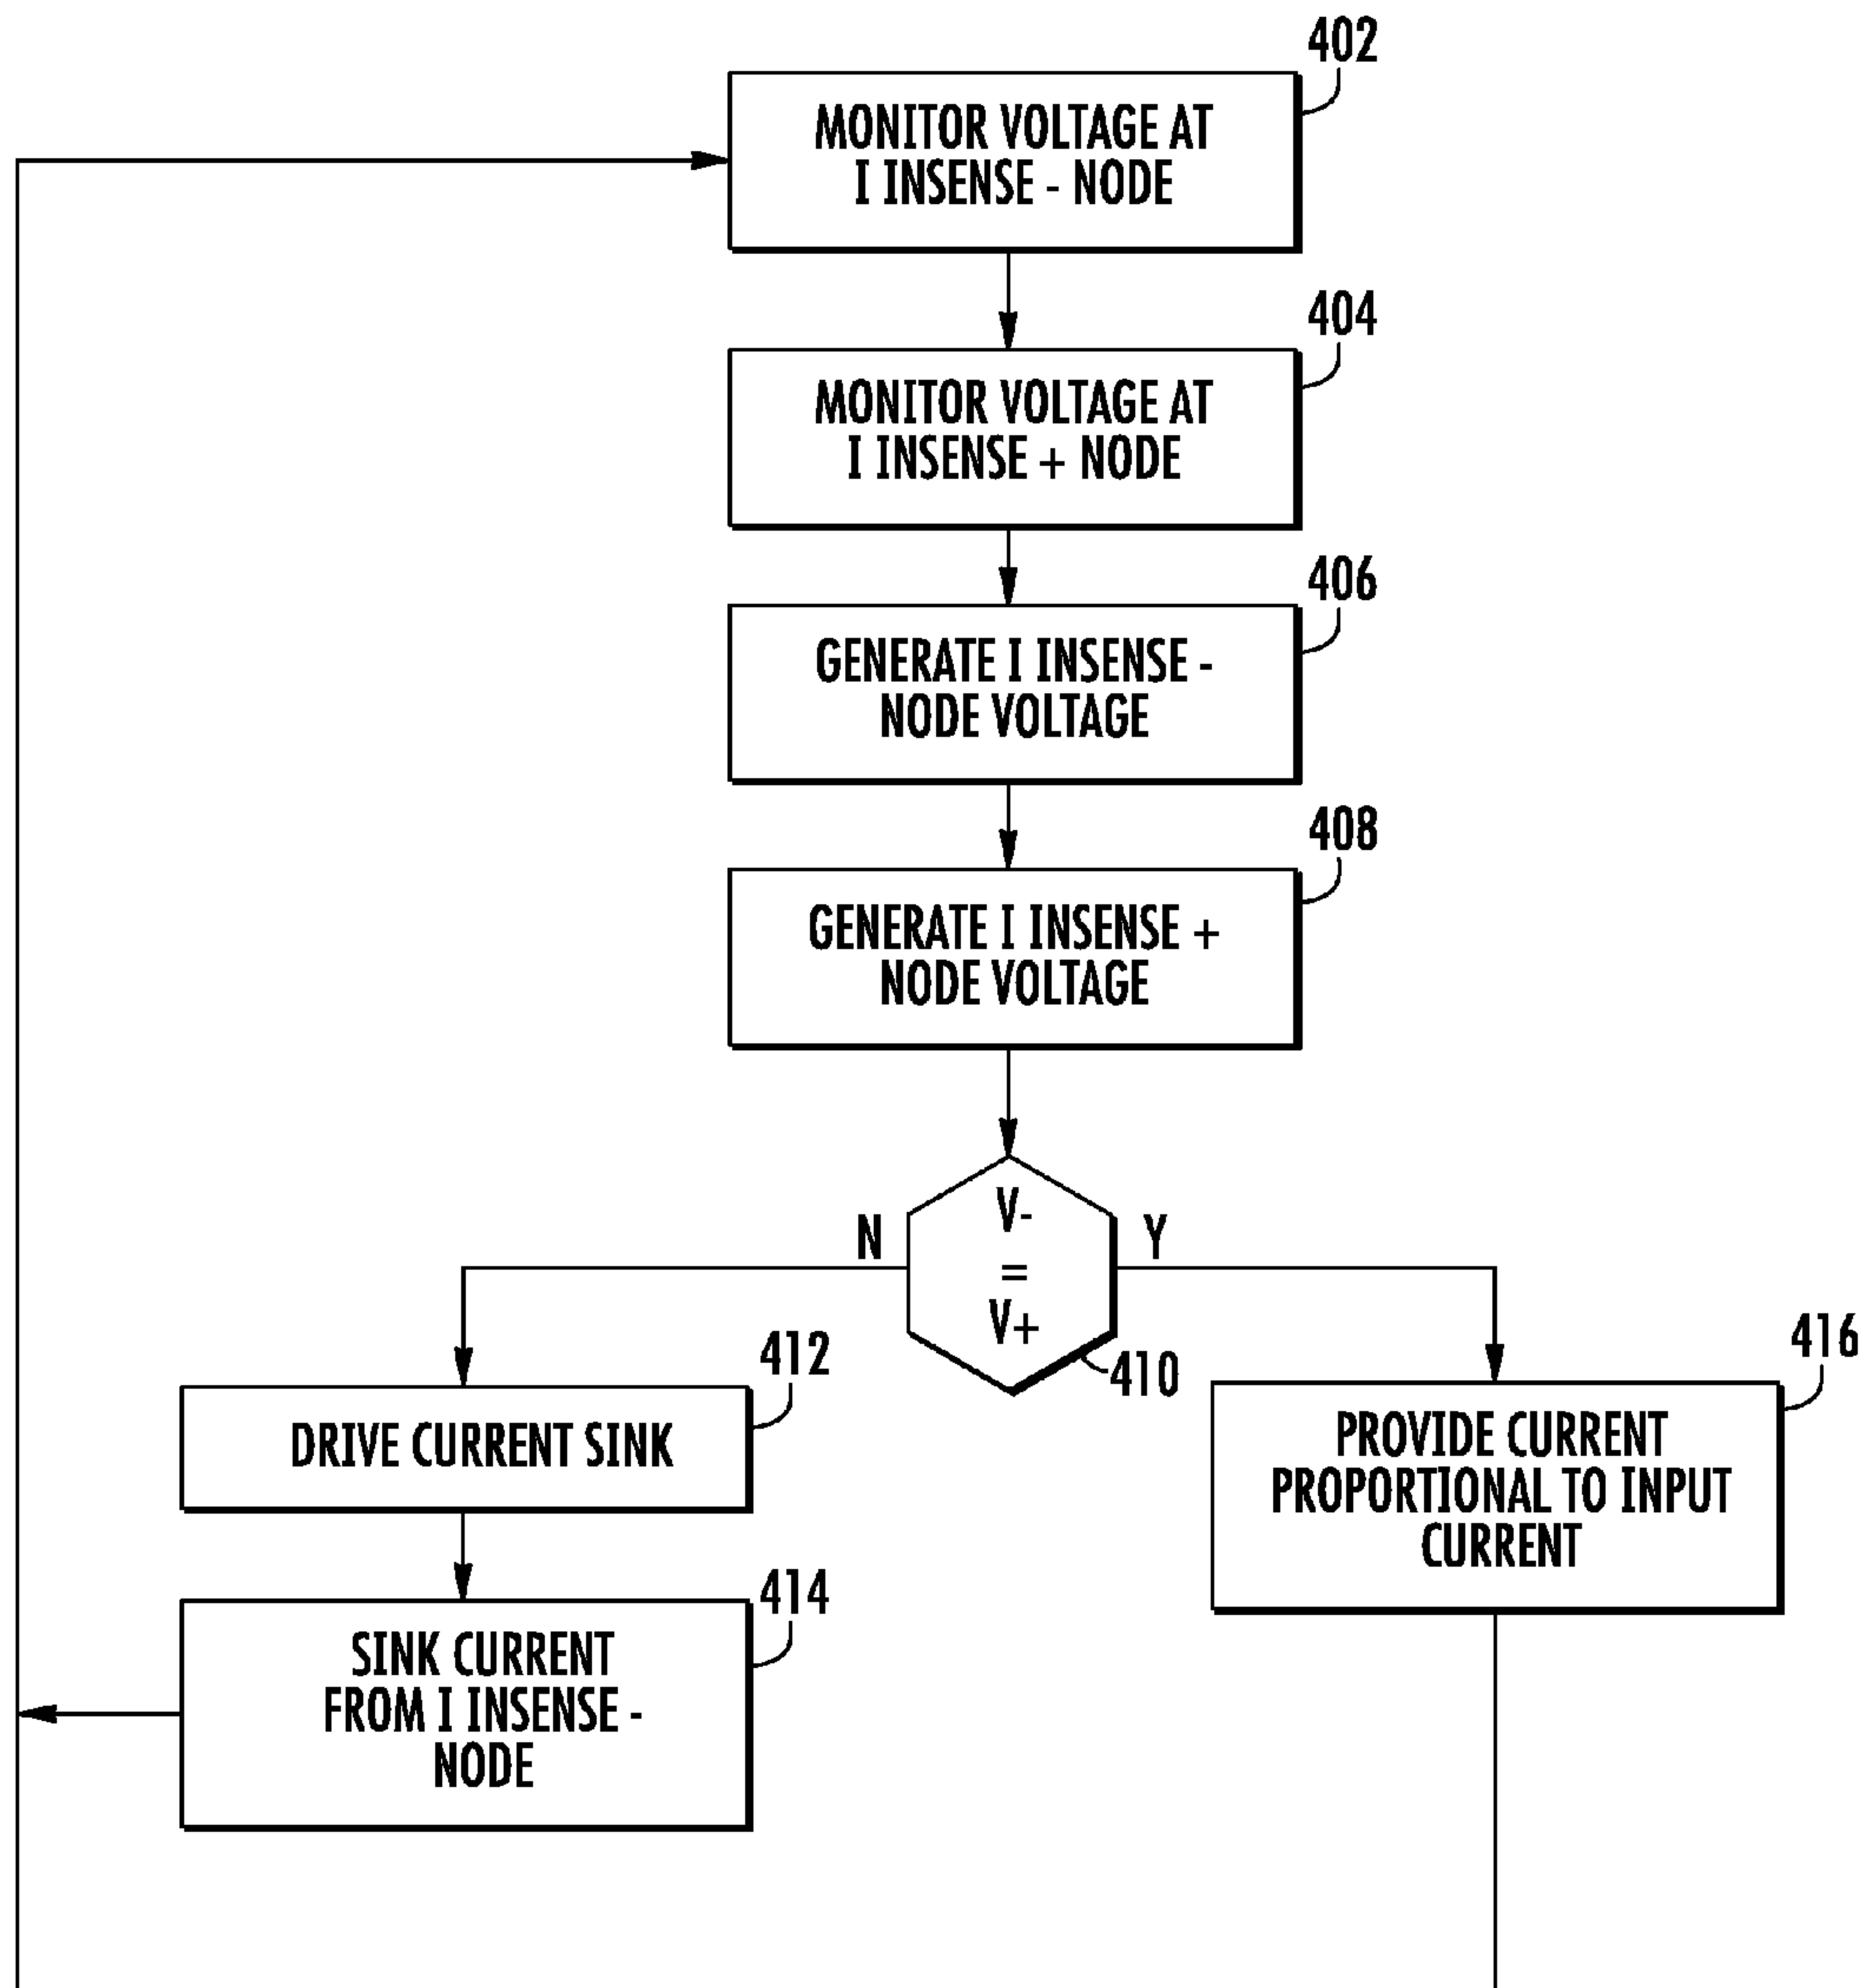 402
MONITOR VOLTAGE AT
I INSENSE - NODE
404
MONITOR VOLTAGE AT
I INSENSE + NODE
406
GENERATE I INSENSE -
NODE VOLTAGE
408
GENERATE I INSENSE +
NODE VOLTAGE
V-
=
V+
N
Y
410
412
DRIVE CURRENT SINK
414
SINK CURRENT
FROM I INSENSE -
NODE
416
PROVIDE CURRENT
PROPORTIONAL TO INPUT
CURRENT